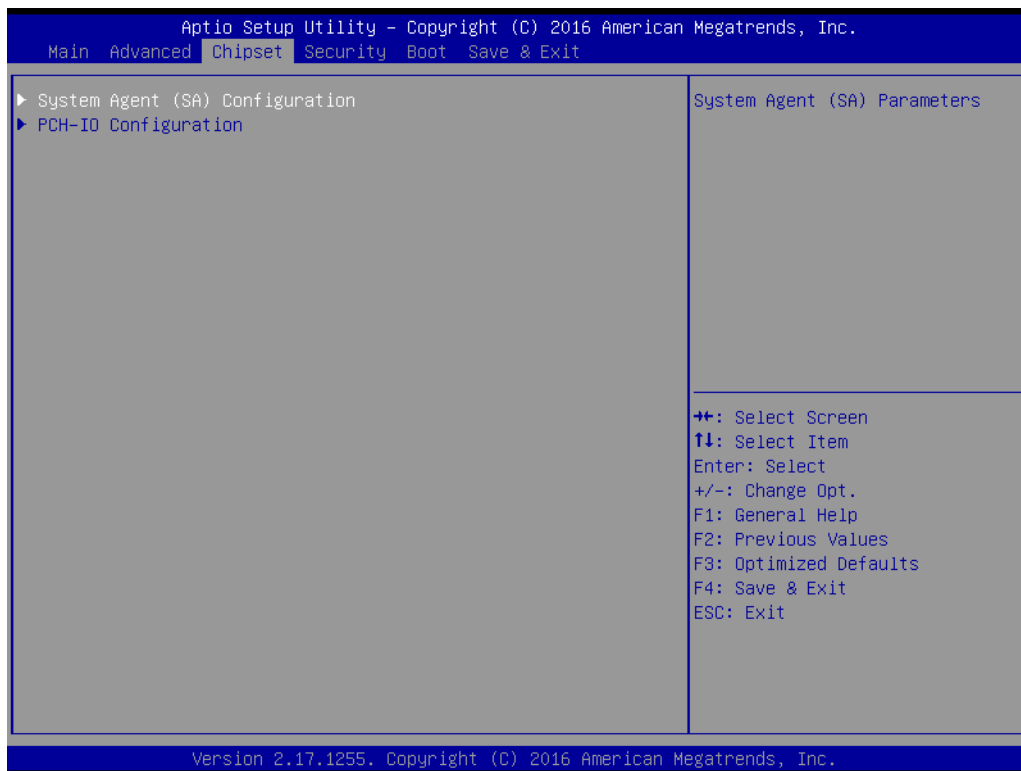 Aptio Setup Utility – Copyright (C) 2016 American Megatrends, Inc.
Main Advanced Chipset Security Boot Save & Exit
▶ System Agent (SA) Configuration
▶ PCH-IO Configuration
System Agent (SA) Parameters
→←: Select Screen
↑↓: Select Item
Enter: Select
+/-: Change Opt.
F1: General Help
F2: Previous Values
F3: Optimized Defaults
F4: Save & Exit
ESC: Exit
Version 2.17.1255. Copyright (C) 2016 American Megatrends, Inc.